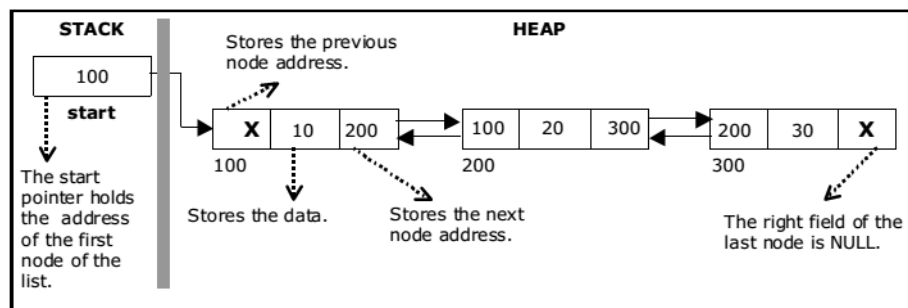 STACK
HEAP
100
start
The start
pointer holds
the address
of the first
node of the
list.
Stores the previous
node address.
X 10 200
100
100 20 300
200
200 30 X
300
Stores the data.
Stores the next
node address.
The right field of the
last node is NULL.